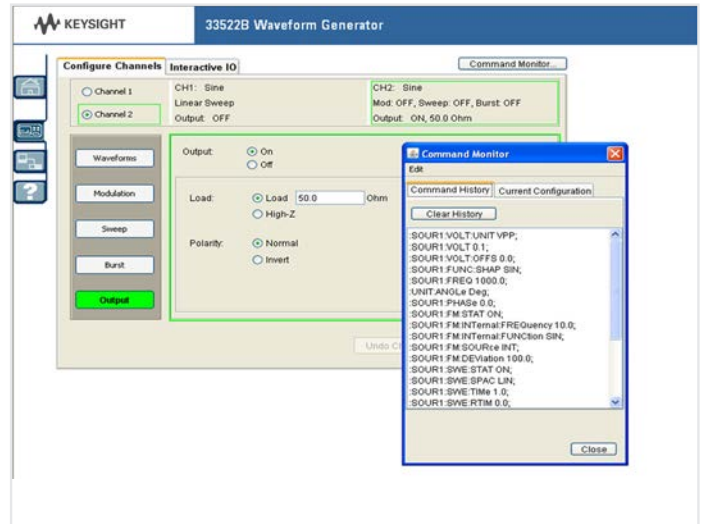 KEYSIGHT
33522B Waveform Generator
Configure Channels
Interactive IO
Command Monitor...
Channel 1
Channel 2
CH1: Sine
Linear Sweep
Output: OFF
CH2: Sine
Mod: OFF, Sweep: OFF, Burst: OFF
Output: ON, 50.0 Ohm
Waveforms
Modulation
Sweep
Burst
Output
Output:
On
Off
Load:
Load
50.0
Ohm
High-Z
Polarity:
Normal
Invert
Undo
Command Monitor
Edit
Command History
Current Configuration
Clear History
:SOUR1:VOLT:UNIT VPP;
:SOUR1:VOLT 0.1;
:SOUR1:VOLT:OFFS 0.0;
:SOUR1:FUNC:SHAP SIN;
:SOUR1:FREQ 1000.0;
:UNIT:ANGLe Deg;
:SOUR1:PHASe 0.0;
:SOUR1:FM:STAT ON;
:SOUR1:FM:INTernal:FREQuency 10.0;
:SOUR1:FM:INTernal:FUNCtion SIN;
:SOUR1:FM:SOURce INT;
:SOUR1:FM:DEViation 100.0;
:SOUR1:SWE:STAT ON;
:SOUR1:SWE:SPAC LIN;
:SOUR1:SWE:TIMe 1.0;
:SOUR1:SWE:RTIM 0.0;
Close